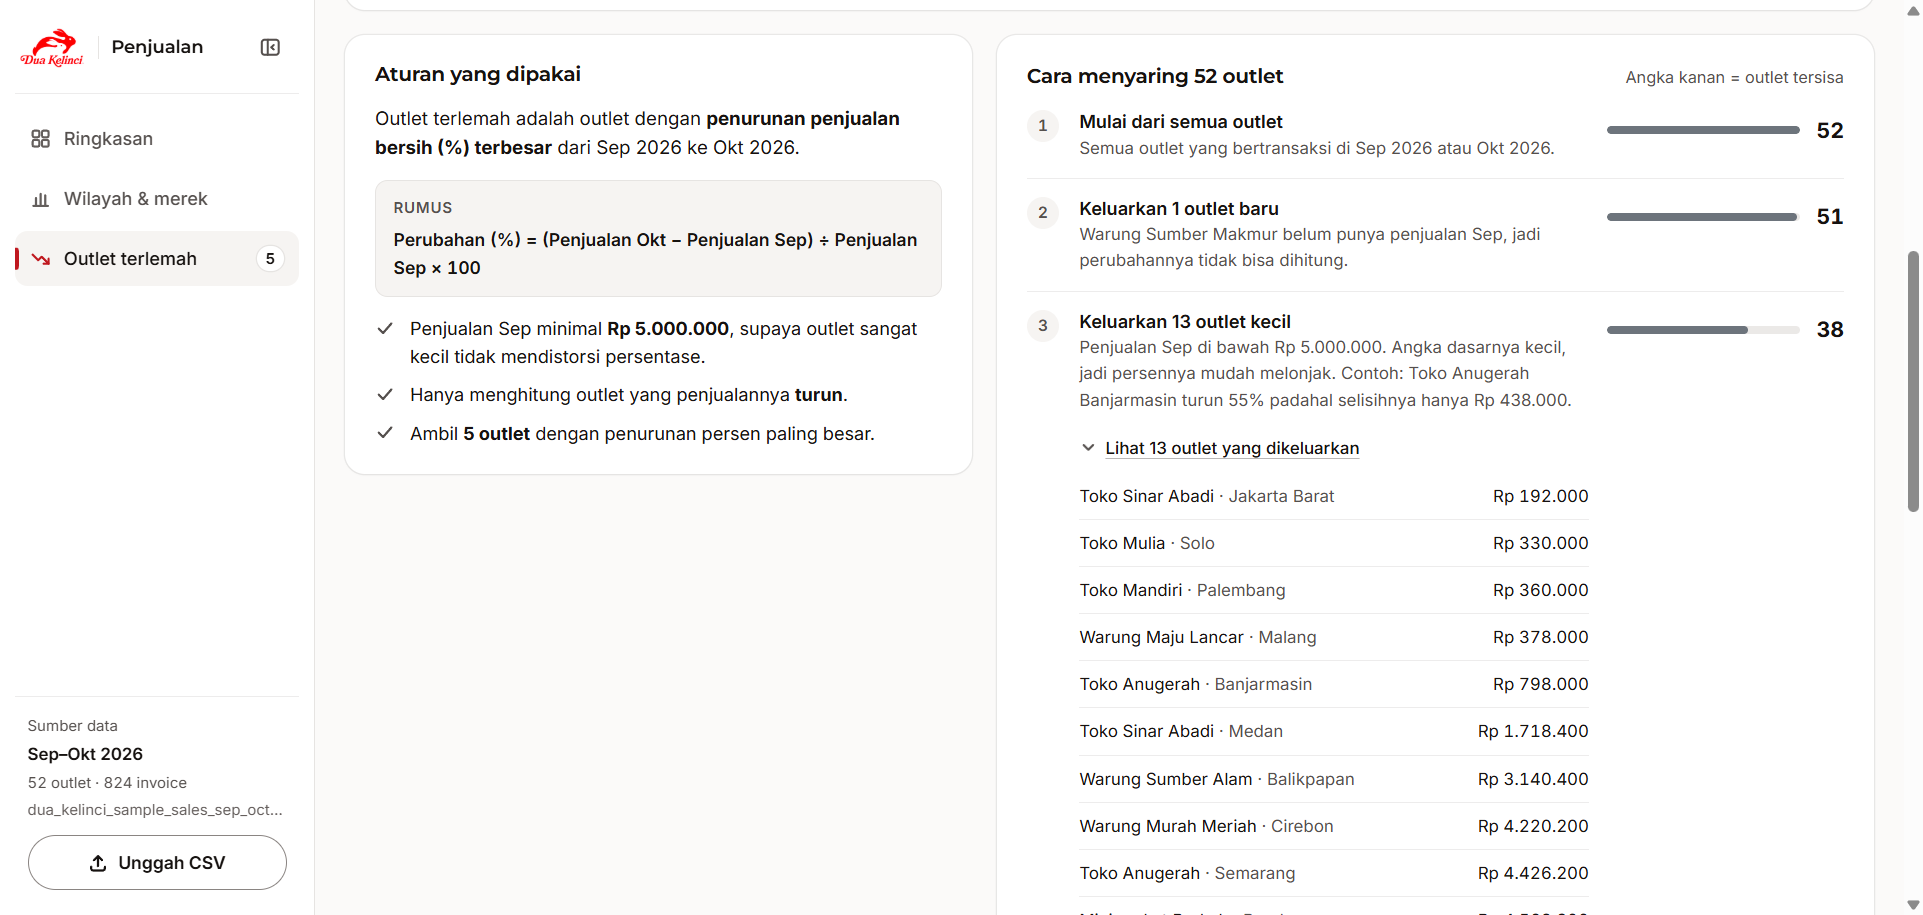 Dua Kelinci
Penjualan
Ringkasan
Wilayah & merek
Outlet terlemah
5
Sumber data
Sep–Okt 2026
52 outlet · 824 invoice
dua_kelinci_sample_sales_sep_oct...
Unggah CSV
Aturan yang dipakai
Outlet terlemah adalah outlet dengan penurunan penjualan
bersih (%) terbesar dari Sep 2026 ke Okt 2026.
RUMUS
Perubahan (%) = (Penjualan Okt − Penjualan Sep) ÷ Penjualan
Sep × 100
Penjualan Sep minimal Rp 5.000.000, supaya outlet sangat
kecil tidak mendistorsi persentase.
Hanya menghitung outlet yang penjualannya turun.
Ambil 5 outlet dengan penurunan persen paling besar.
Cara menyaring 52 outlet
Angka kanan = outlet tersisa
1
Mulai dari semua outlet
Semua outlet yang bertransaksi di Sep 2026 atau Okt 2026.
52
2
Keluarkan 1 outlet baru
Warung Sumber Makmur belum punya penjualan Sep, jadi
perubahannya tidak bisa dihitung.
51
3
Keluarkan 13 outlet kecil
Penjualan Sep di bawah Rp 5.000.000. Angka dasarnya kecil,
jadi persennya mudah melonjak. Contoh: Toko Anugerah
Banjarmasin turun 55% padahal selisihnya hanya Rp 438.000.
38
Lihat 13 outlet yang dikeluarkan
Toko Sinar Abadi · Jakarta Barat Rp 192.000
Toko Mulia · Solo Rp 330.000
Toko Mandiri · Palembang Rp 360.000
Warung Maju Lancar · Malang Rp 378.000
Toko Anugerah · Banjarmasin Rp 798.000
Toko Sinar Abadi · Medan Rp 1.718.400
Warung Sumber Alam · Balikpapan Rp 3.140.400
Warung Murah Meriah · Cirebon Rp 4.220.200
Toko Anugerah · Semarang Rp 4.426.200